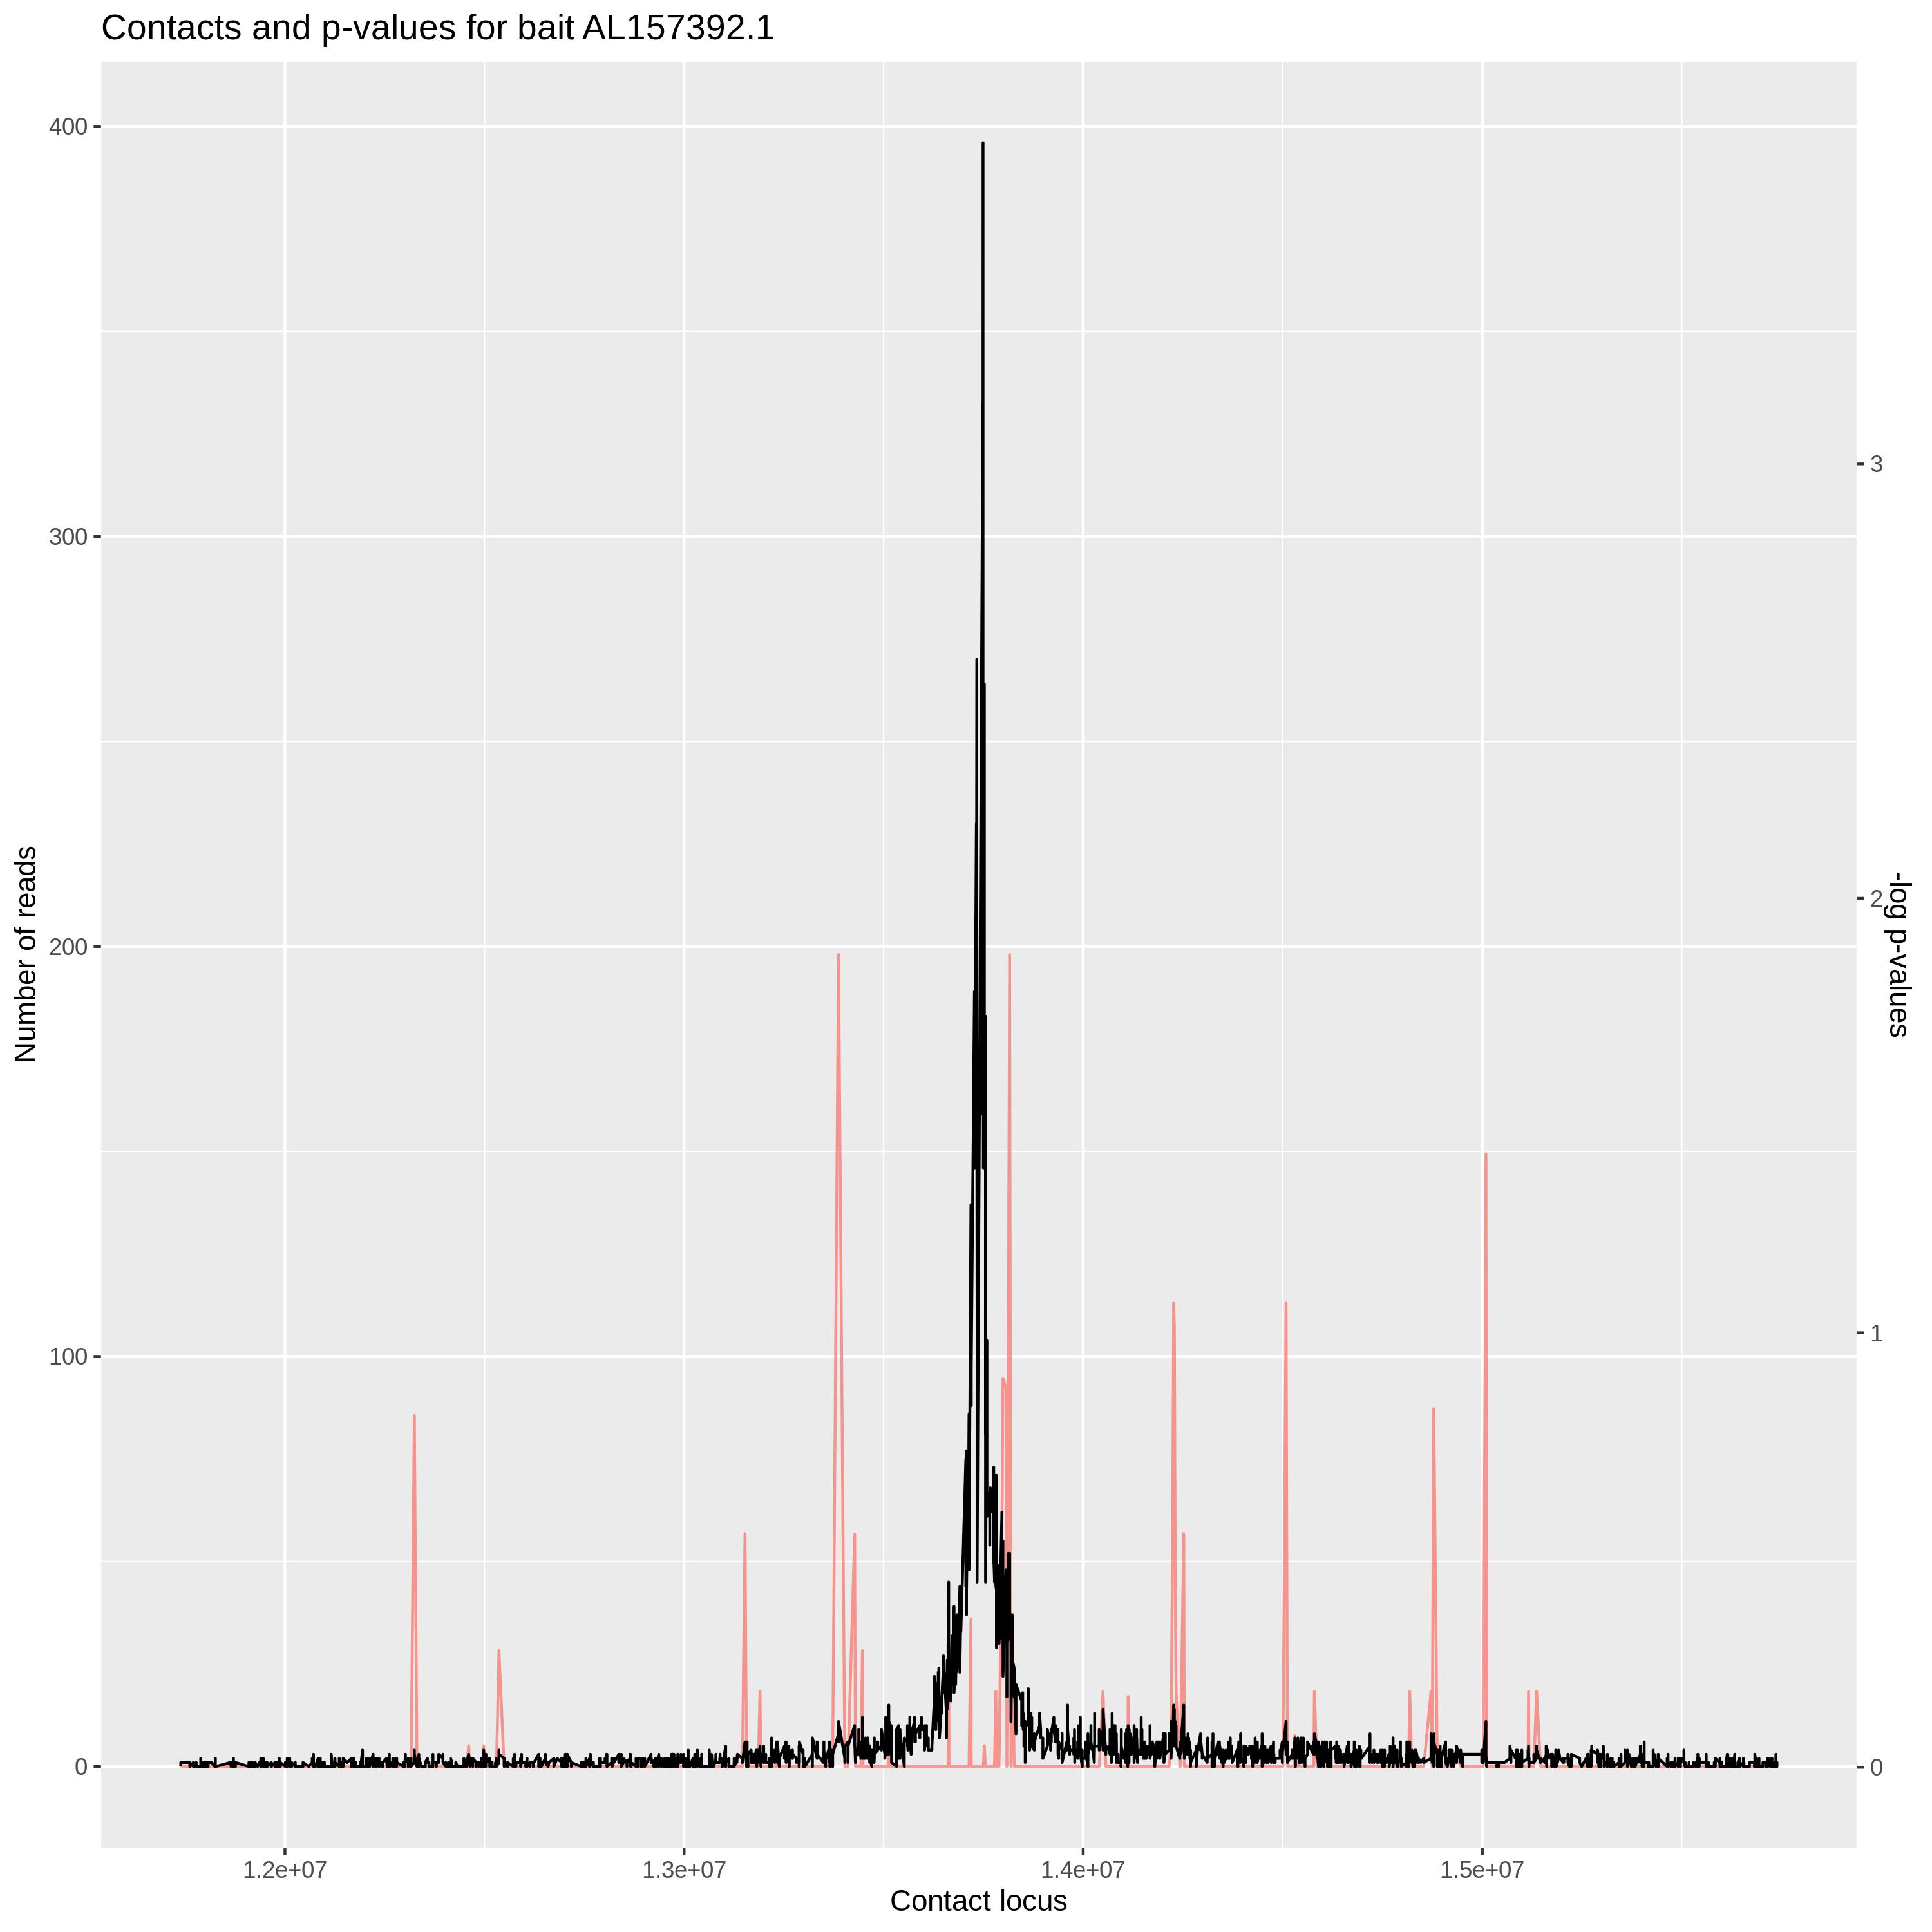 Contacts and p-values for bait AL157392.1
400
300
200
100
0
Number of reads
3
2
1
0
-log p-values
1.2e+07
1.3e+07
1.4e+07
1.5e+07
Contact locus